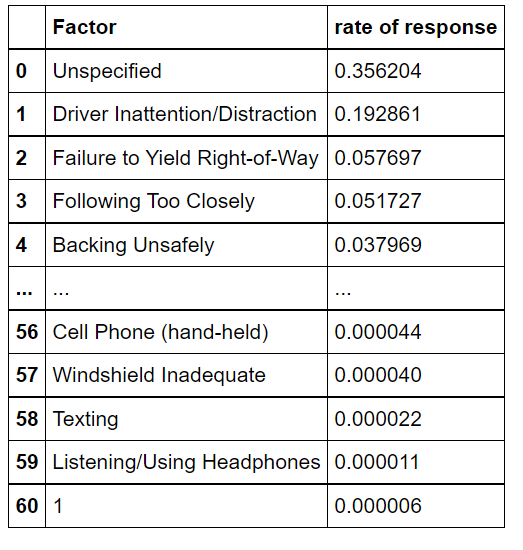 Factor rate of response
0 Unspecified 0.356204
1 Driver Inattention/Distraction 0.192861
2 Failure to Yield Right-of-Way 0.057697
3 Following Too Closely 0.051727
4 Backing Unsafely 0.037969
... ... ...
56 Cell Phone (hand-held) 0.000044
57 Windshield Inadequate 0.000040
58 Texting 0.000022
59 Listening/Using Headphones 0.000011
60 1 0.000006